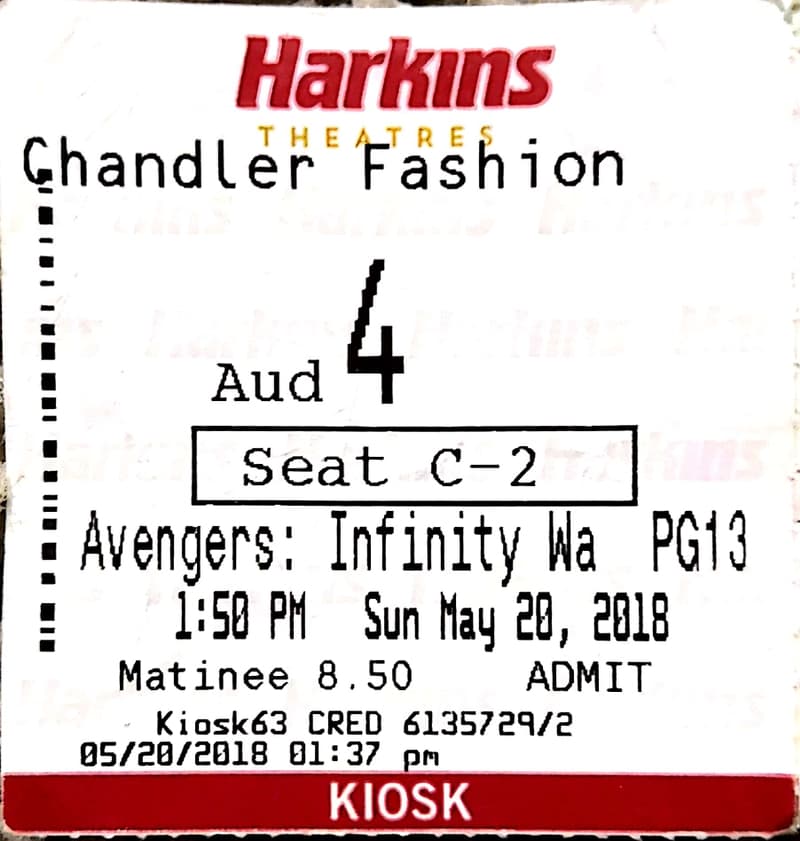 Harkins
THEATRES
Chandler Fashion
Aud 4
Seat C-2
Avengers: Infinity Wa PG13
1:50 PM Sun May 20, 2018
Matinee 8.50 ADMIT
Kiosk63 CRED 6135729/2
05/20/2018 01:37 pm
KIOSK